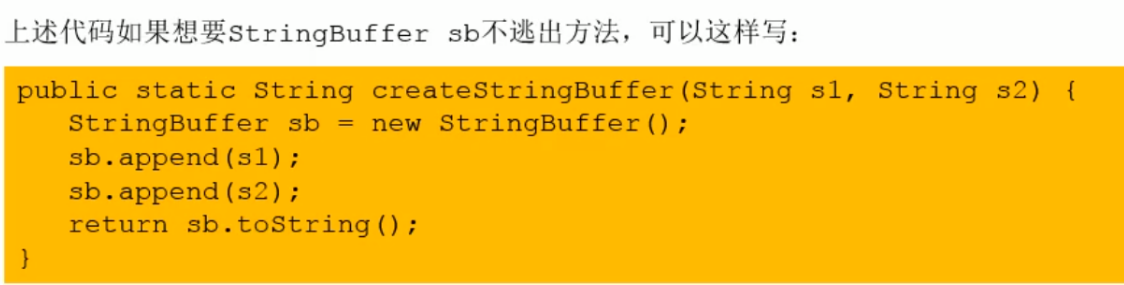 上述代码如果想要StringBuffer sb不逃出方法，可以这样写：
public static String createStringBuffer(String s1, String s2) {
   StringBuffer sb = new StringBuffer();
   sb.append(s1);
   sb.append(s2);
   return sb.toString();
}